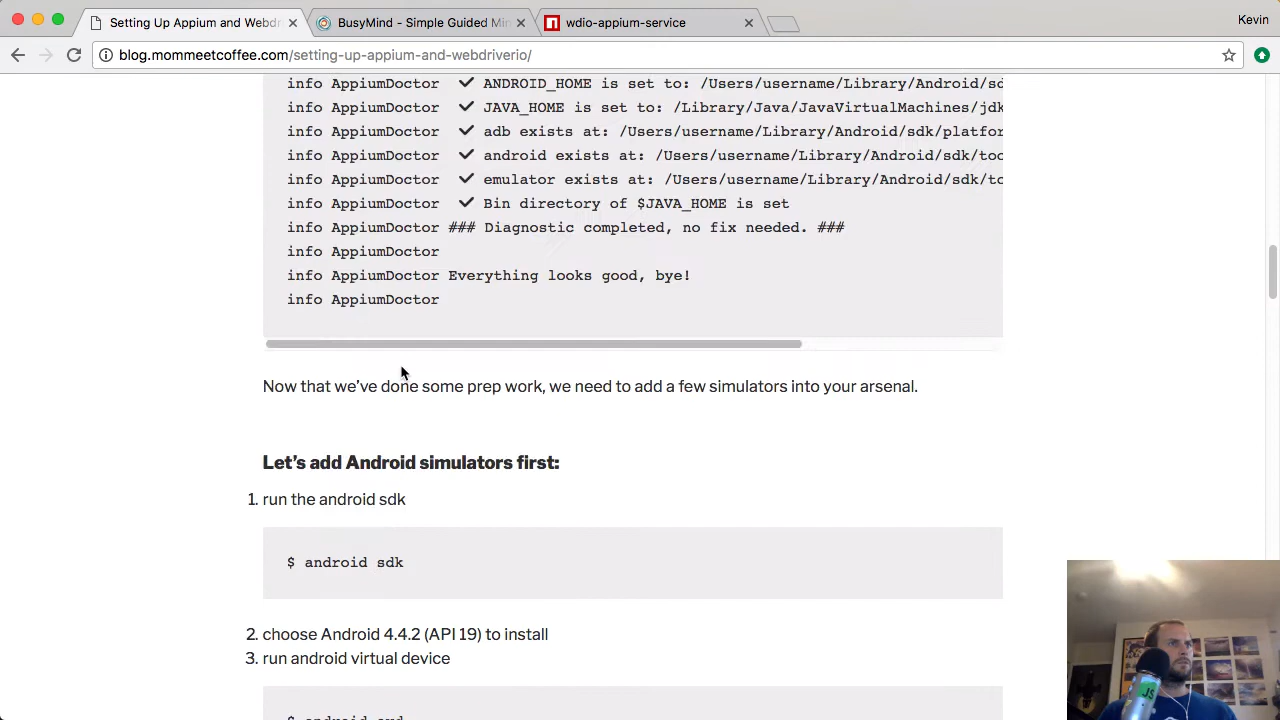 Setting Up Appium and Webdr
BusyMind - Simple Guided Min
wdio-appium-service
Kevin
blog.mommeetcoffee.com/setting-up-appium-and-webdriverio/
info AppiumDoctor ✔ ANDROID_HOME is set to: /Users/username/Library/Android/sd
info AppiumDoctor ✔ JAVA_HOME is set to: /Library/Java/JavaVirtualMachines/jdk
info AppiumDoctor ✔ adb exists at: /Users/username/Library/Android/sdk/platfor
info AppiumDoctor ✔ android exists at: /Users/username/Library/Android/sdk/too
info AppiumDoctor ✔ emulator exists at: /Users/username/Library/Android/sdk/to
info AppiumDoctor ✔ Bin directory of $JAVA_HOME is set
info AppiumDoctor ### Diagnostic completed, no fix needed. ###
info AppiumDoctor
info AppiumDoctor Everything looks good, bye!
info AppiumDoctor
Now that we've done some prep work, we need to add a few simulators into your arsenal.
Let's add Android simulators first:
1. run the android sdk
$ android sdk
2. choose Android 4.4.2 (API 19) to install
3. run android virtual device
$ android avd
JS